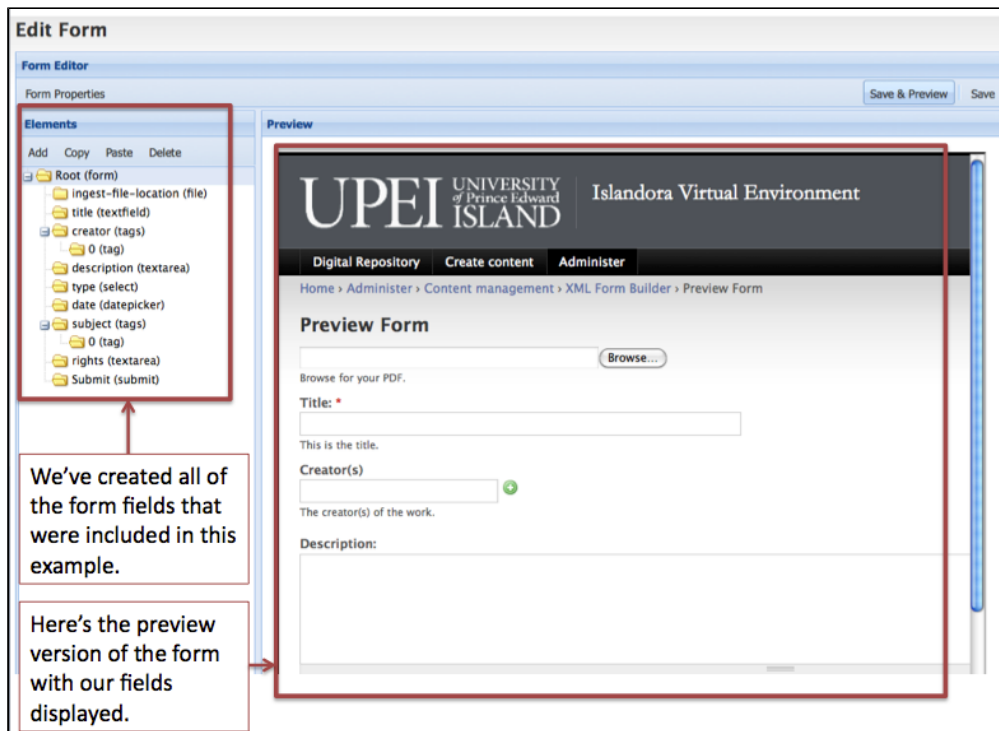 Edit Form
Form Editor
Form Properties
Save & Preview
Save
Elements
Preview
Add Copy Paste Delete
Root (form)
ingest-file-location (file)
title (textfield)
creator (tags)
0 (tag)
description (textarea)
type (select)
date (datepicker)
subject (tags)
0 (tag)
rights (textarea)
Submit (submit)
We've created all of
the form fields that
were included in this
example.
Here's the preview
version of the form
with our fields
displayed.
UPEI
UNIVERSITY
of Prince Edward
ISLAND
Islandora Virtual Environment
Digital Repository Create content Administer
Home › Administer › Content management › XML Form Builder › Preview Form
Preview Form
Browse...
Browse for your PDF.
Title: *
This is the title.
Creator(s)
The creator(s) of the work.
Description: